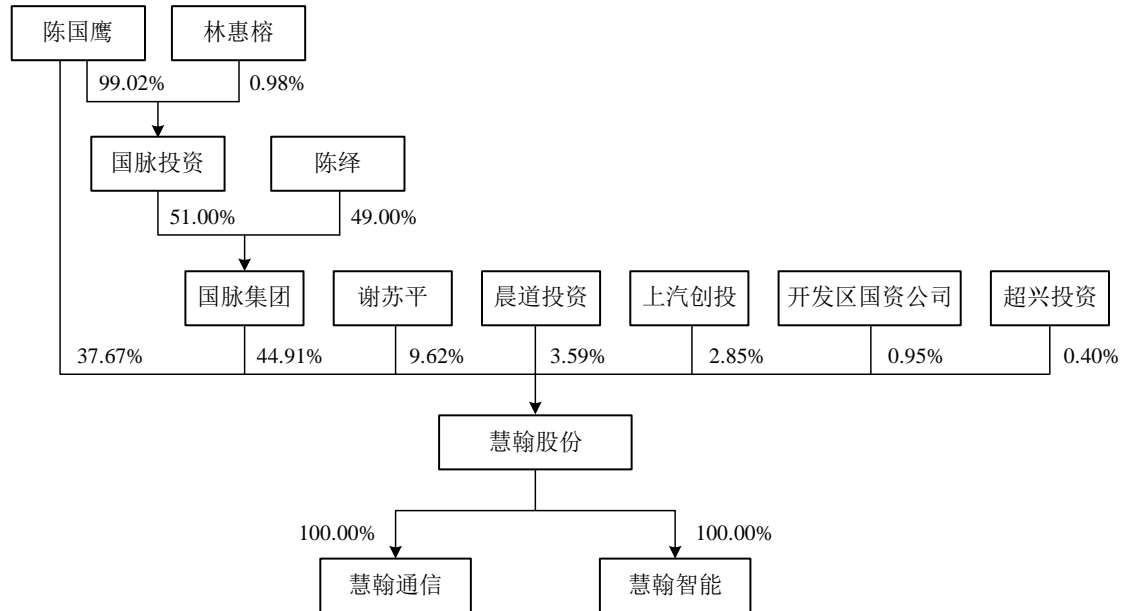 陈国鹰 林惠榕
99.02% 0.98%
国脉投资 陈绎
51.00% 49.00%
国脉集团 谢苏平 晨道投资 上汽创投 开发区国资公司 超兴投资
37.67% 44.91% 9.62% 3.59% 2.85% 0.95% 0.40%
慧翰股份
100.00% 100.00%
慧翰通信 慧翰智能